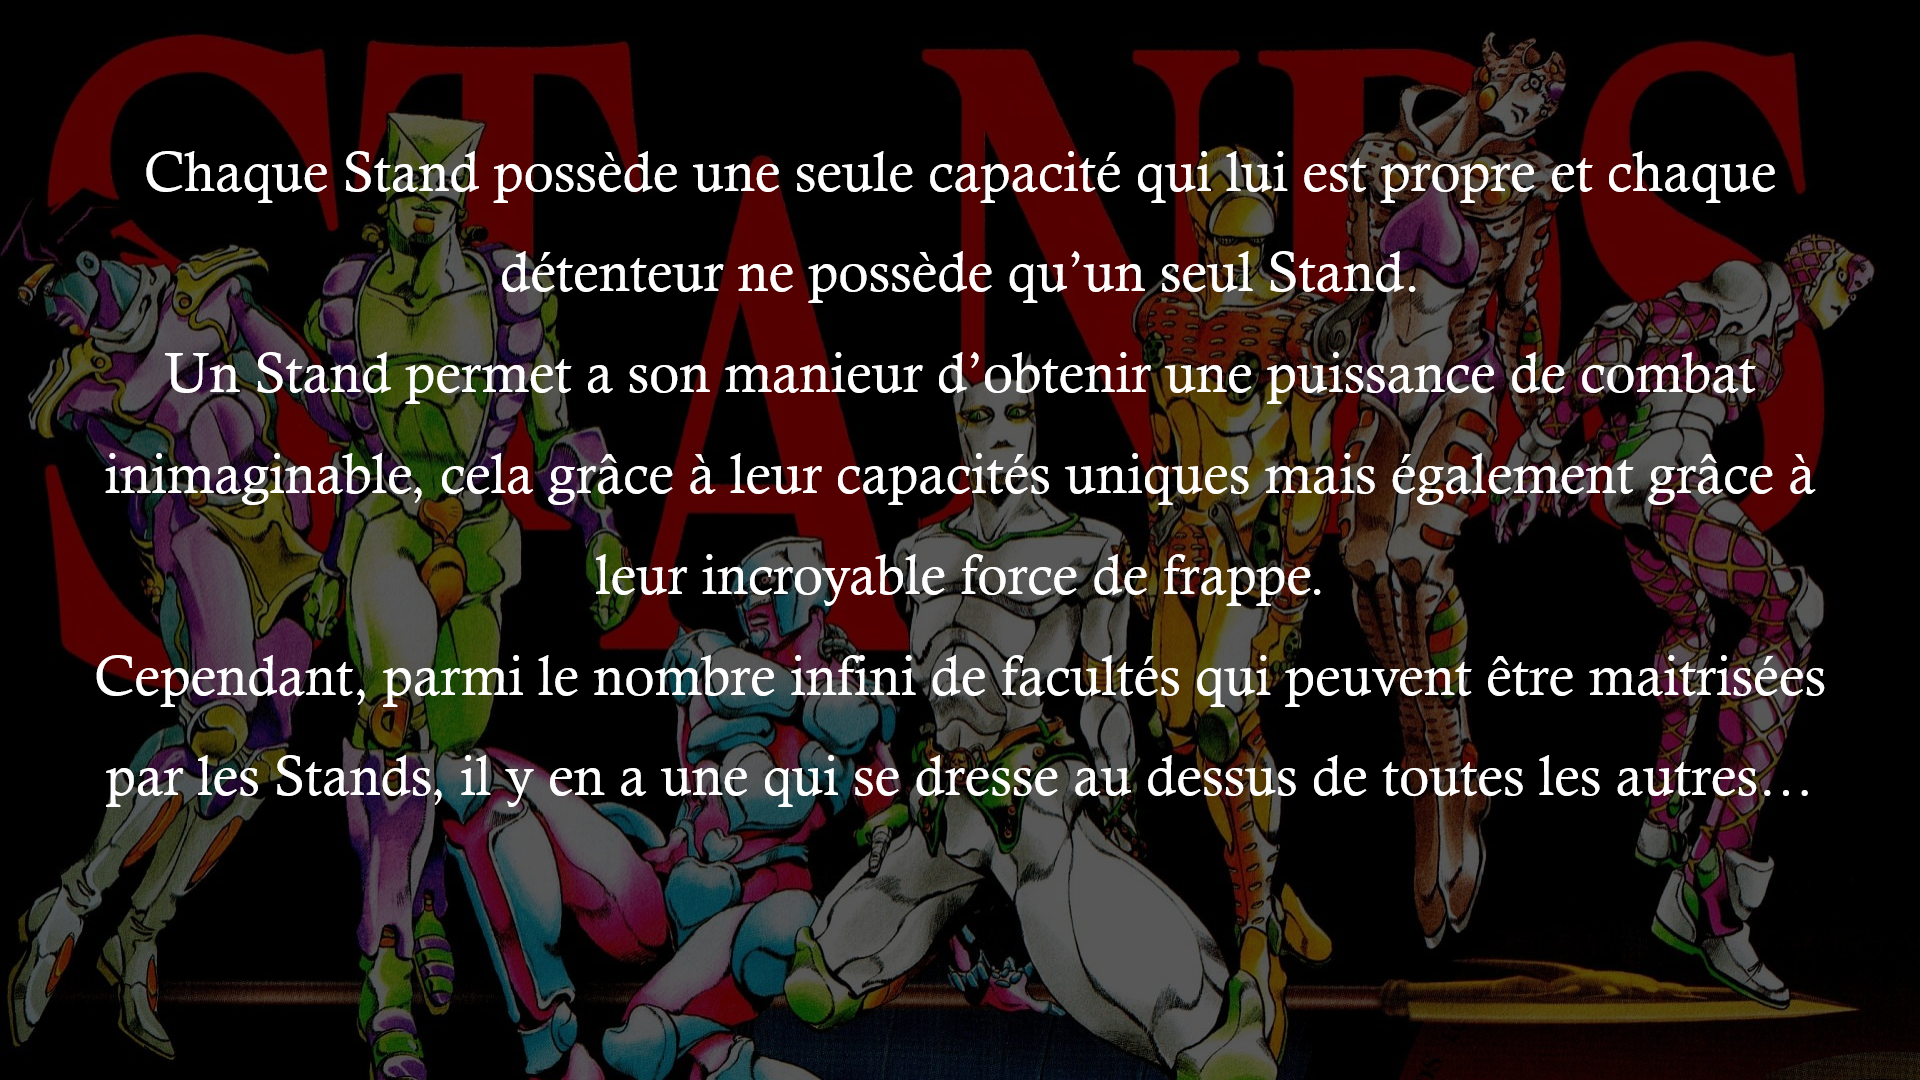 STANDS
Chaque Stand possède une seule capacité qui lui est propre et chaque
détenteur ne possède qu’un seul Stand.
Un Stand permet a son manieur d’obtenir une puissance de combat
inimaginable, cela grâce à leur capacités uniques mais également grâce à
leur incroyable force de frappe.
Cependant, parmi le nombre infini de facultés qui peuvent être maitrisées
par les Stands, il y en a une qui se dresse au dessus de toutes les autres…